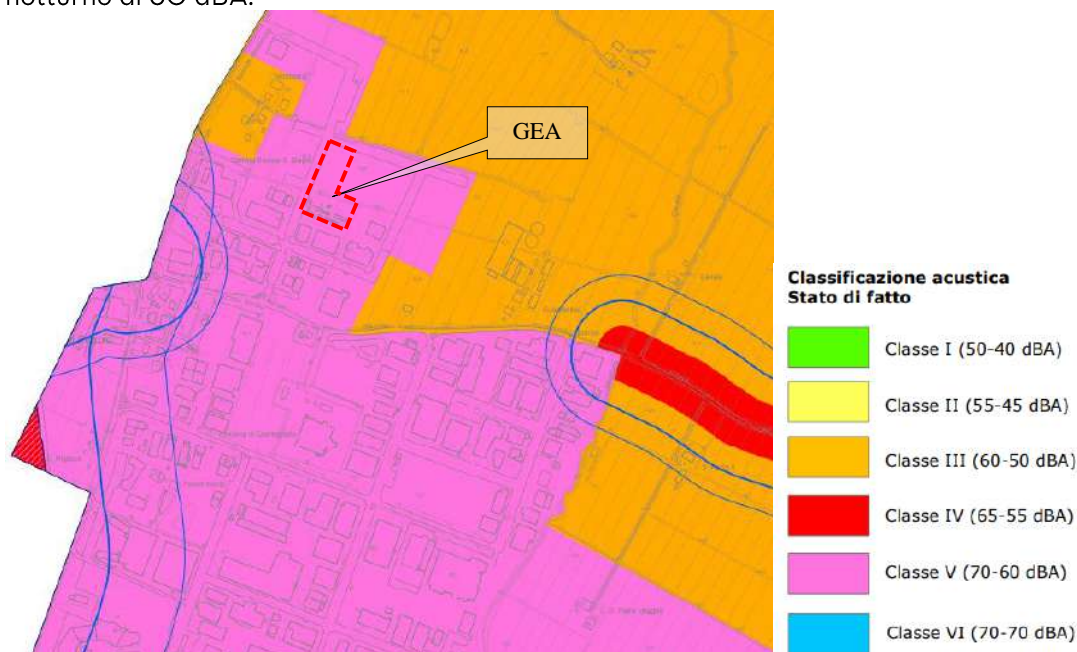 notturno di 60 dBA.
GEA
Classificazione acustica
Stato di fatto
Classe I (50-40 dBA)
Classe II (55-45 dBA)
Classe III (60-50 dBA)
Classe IV (65-55 dBA)
Classe V (70-60 dBA)
Classe VI (70-70 dBA)